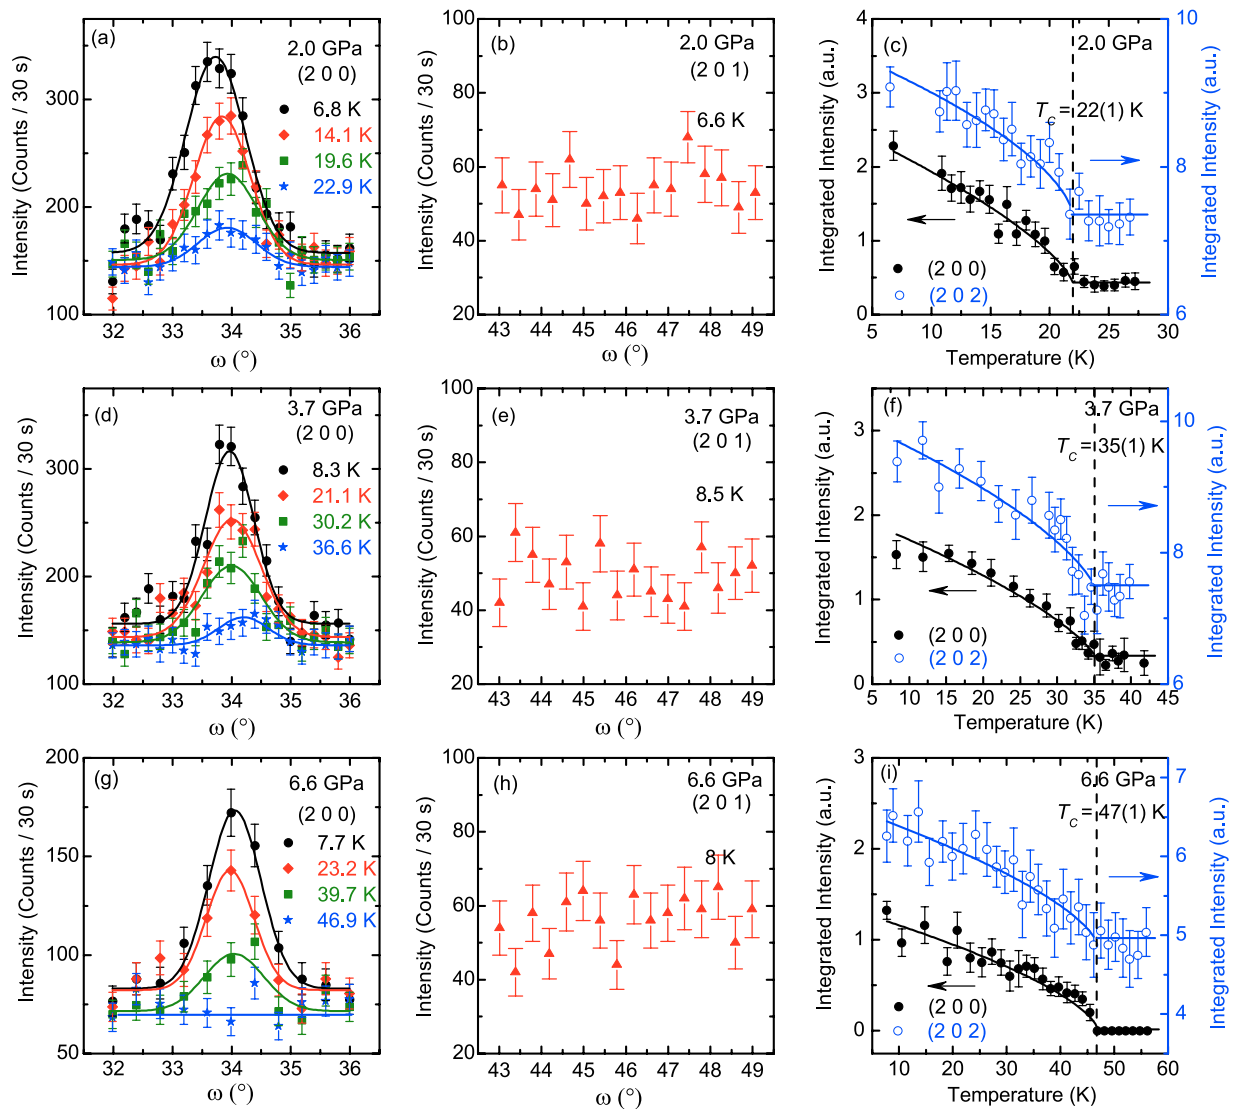 (a)
2.0 GPa
(2 0 0)
6.8 K
14.1 K
19.6 K
22.9 K
Intensity (Counts / 30 s)
300
200
100
32 33 34 35 36
ω (°)
(b)
2.0 GPa
(2 0 1)
6.6 K
Intensity (Counts / 30 s)
100
80
60
40
20
43 44 45 46 47 48 49
ω (°)
(c)
2.0 GPa
T_C = 22(1) K
(2 0 0)
(2 0 2)
Integrated Intensity (a.u.)
4
3
2
1
0
10
8
6
Integrated Intensity (a.u.)
5 10 15 20 25 30
Temperature (K)
(d)
3.7 GPa
(2 0 0)
8.3 K
21.1 K
30.2 K
36.6 K
Intensity (Counts / 30 s)
300
200
100
32 33 34 35 36
ω (°)
(e)
3.7 GPa
(2 0 1)
8.5 K
Intensity (Counts / 30 s)
100
80
60
40
20
43 44 45 46 47 48 49
ω (°)
(f)
3.7 GPa
T_C = 35(1) K
(2 0 0)
(2 0 2)
Integrated Intensity (a.u.)
3
2
1
0
10
8
6
Integrated Intensity (a.u.)
5 10 15 20 25 30 35 40 45
Temperature (K)
(g)
6.6 GPa
(2 0 0)
7.7 K
23.2 K
39.7 K
46.9 K
Intensity (Counts / 30 s)
200
150
100
50
32 33 34 35 36
ω (°)
(h)
6.6 GPa
(2 0 1)
8 K
Intensity (Counts / 30 s)
100
80
60
40
20
43 44 45 46 47 48 49
ω (°)
(i)
6.6 GPa
T_C = 47(1) K
(2 0 0)
(2 0 2)
Integrated Intensity (a.u.)
3
2
1
0
7
6
5
4
Integrated Intensity (a.u.)
10 20 30 40 50 60
Temperature (K)